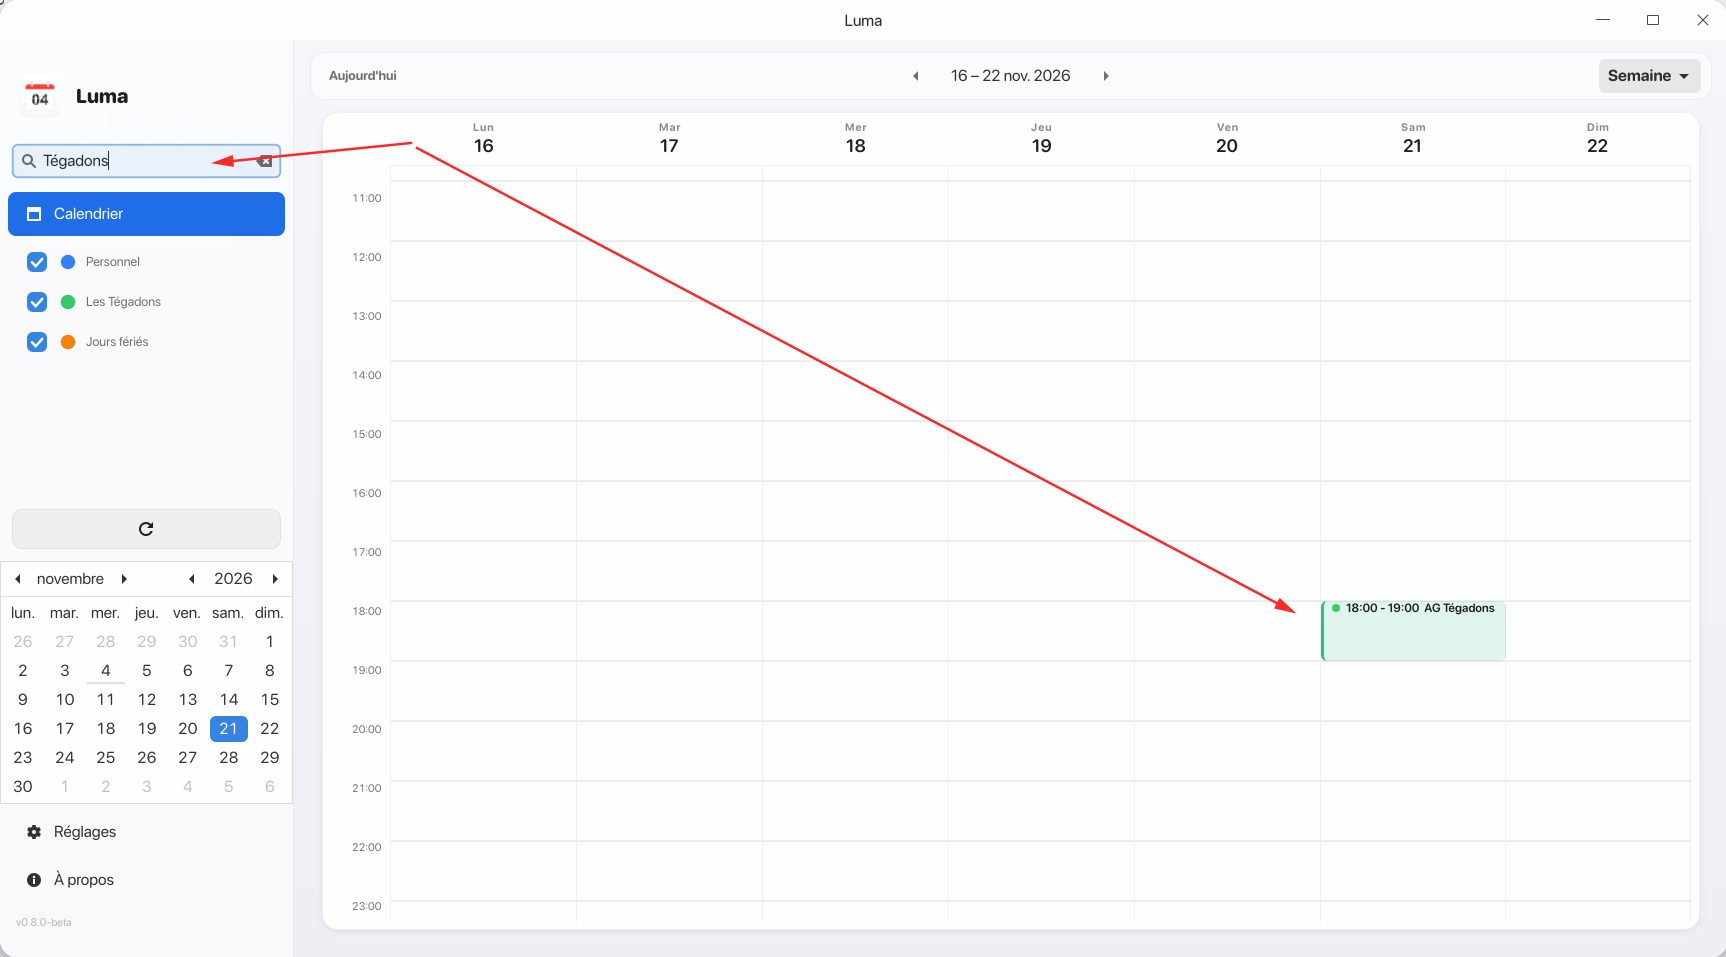 Luma
04
Luma
Tégadons
Calendrier
Personnel
Les Tégadons
Jours fériés
novembre 2026
lun. mar. mer. jeu. ven. sam. dim.
26 27 28 29 30 31 1
2 3 4 5 6 7 8
9 10 11 12 13 14 15
16 17 18 19 20 21 22
23 24 25 26 27 28 29
30 1 2 3 4 5 6
Réglages
À propos
v0.8.0-beta
Aujourd'hui
16 – 22 nov. 2026
Semaine
Lun Mar Mer Jeu Ven Sam Dim
16 17 18 19 20 21 22
11:00
12:00
13:00
14:00
15:00
16:00
17:00
18:00
18:00 - 19:00 AG Tégadons
19:00
20:00
21:00
22:00
23:00